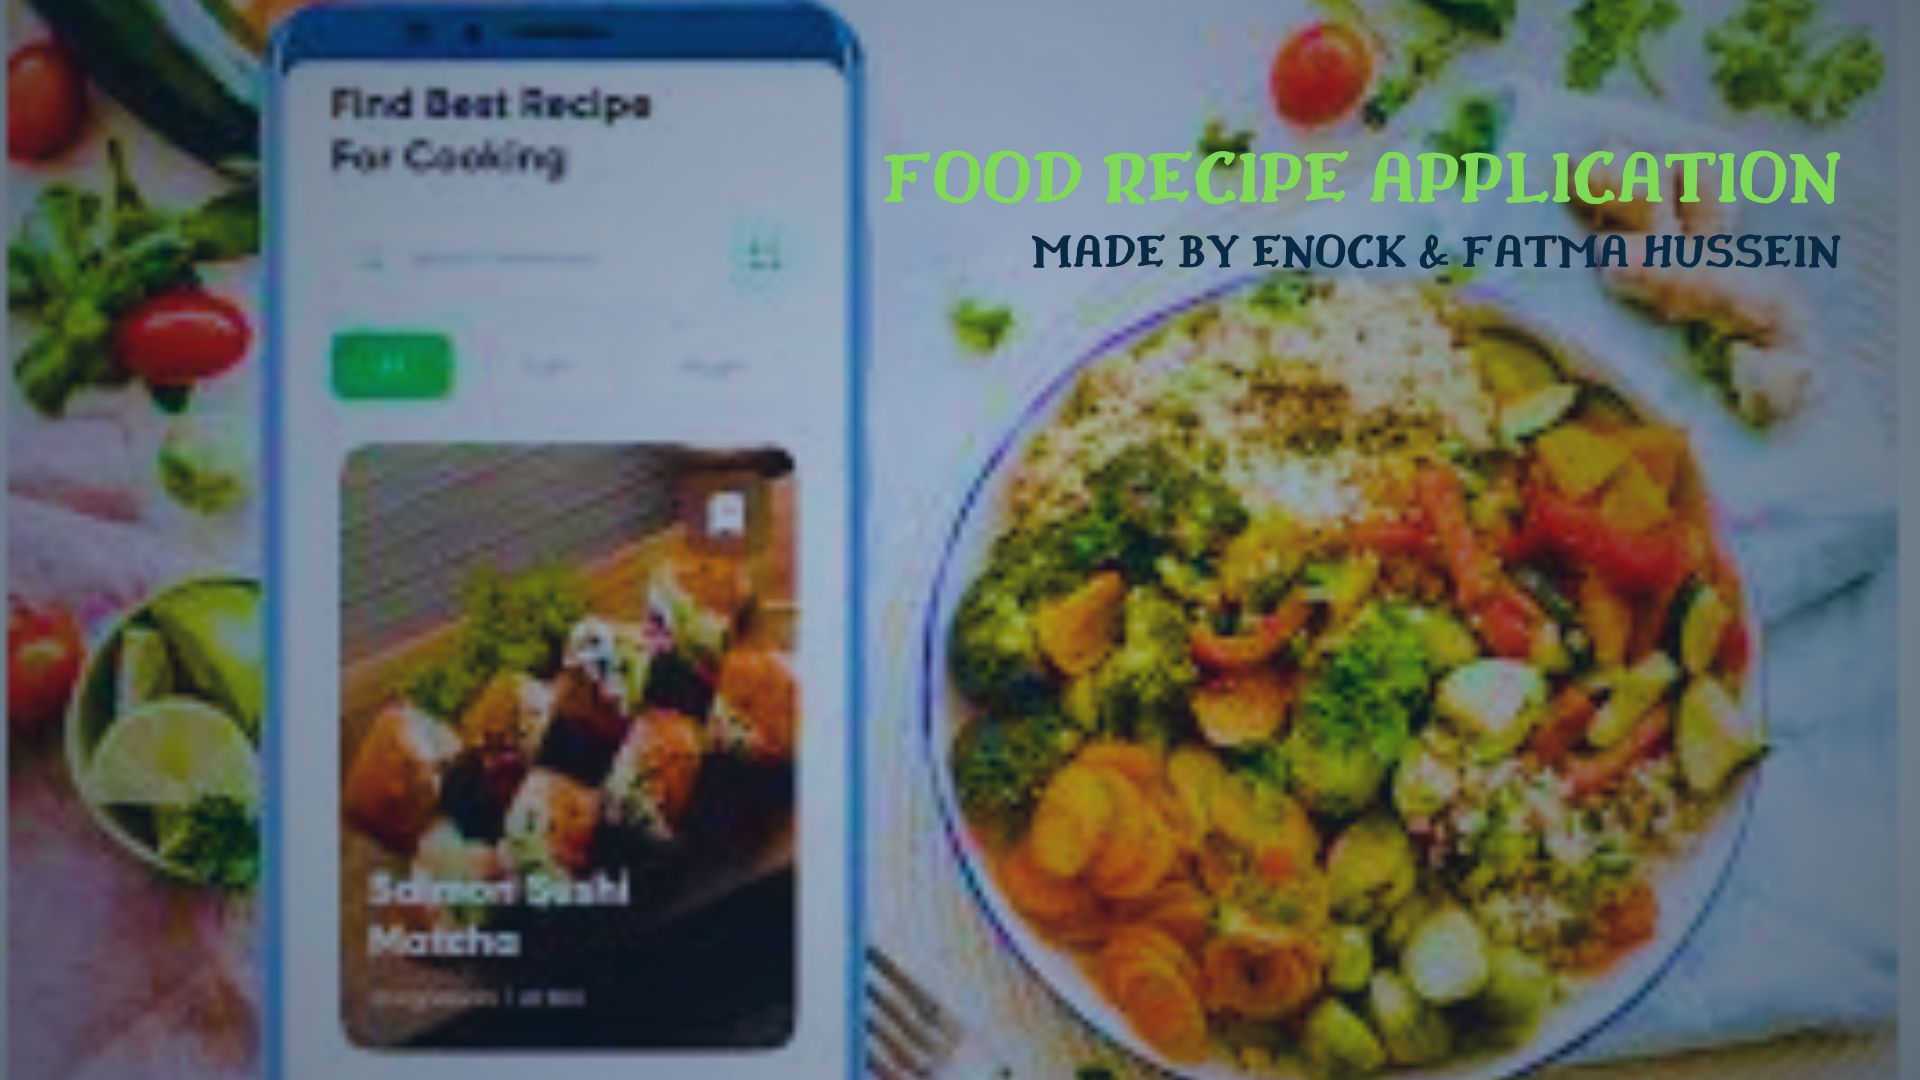 Find Best Recipe
For Cooking
FOOD RECIPE APPLICATION
MADE BY ENOCK & FATMA HUSSEIN
Salmon Sushi
Matcha